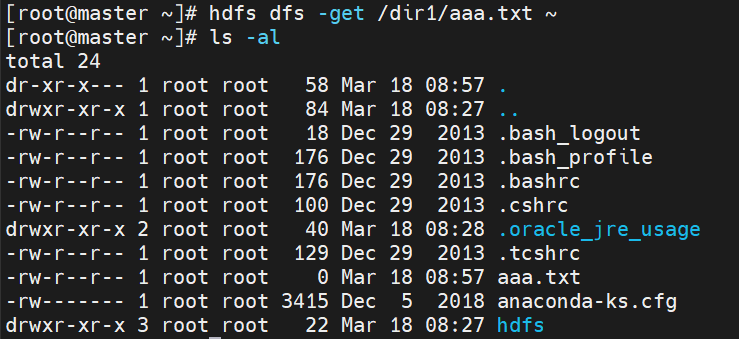 [root@master ~]# hdfs dfs -get /dir1/aaa.txt ~
[root@master ~]# ls -al
total 24
dr-xr-x--- 1 root root   58 Mar 18 08:57 .
drwxr-xr-x 1 root root   84 Mar 18 08:27 ..
-rw-r--r-- 1 root root   18 Dec 29  2013 .bash_logout
-rw-r--r-- 1 root root  176 Dec 29  2013 .bash_profile
-rw-r--r-- 1 root root  176 Dec 29  2013 .bashrc
-rw-r--r-- 1 root root  100 Dec 29  2013 .cshrc
drwxr-xr-x 2 root root   40 Mar 18 08:28 .oracle_jre_usage
-rw-r--r-- 1 root root  129 Dec 29  2013 .tcshrc
-rw-r--r-- 1 root root    0 Mar 18 08:57 aaa.txt
-rw------- 1 root root 3415 Dec  5  2018 anaconda-ks.cfg
drwxr-xr-x 3 root root   22 Mar 18 08:27 hdfs